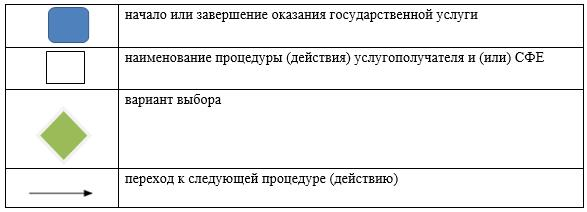 начало или завершение оказания государственной услуги
наименование процедуры (действия) услугополучателя и (или) СФЕ
вариант выбора
переход к следующей процедуре (действию)